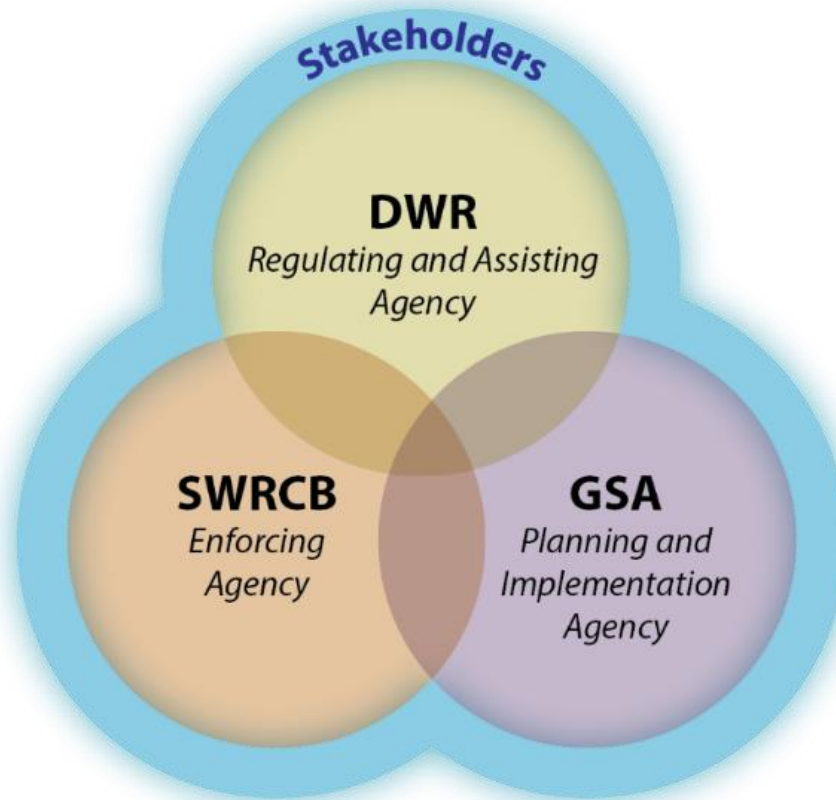 Stakeholders
DWR
Regulating and Assisting
Agency
SWRCB
Enforcing
Agency
GSA
Planning and
Implementation
Agency